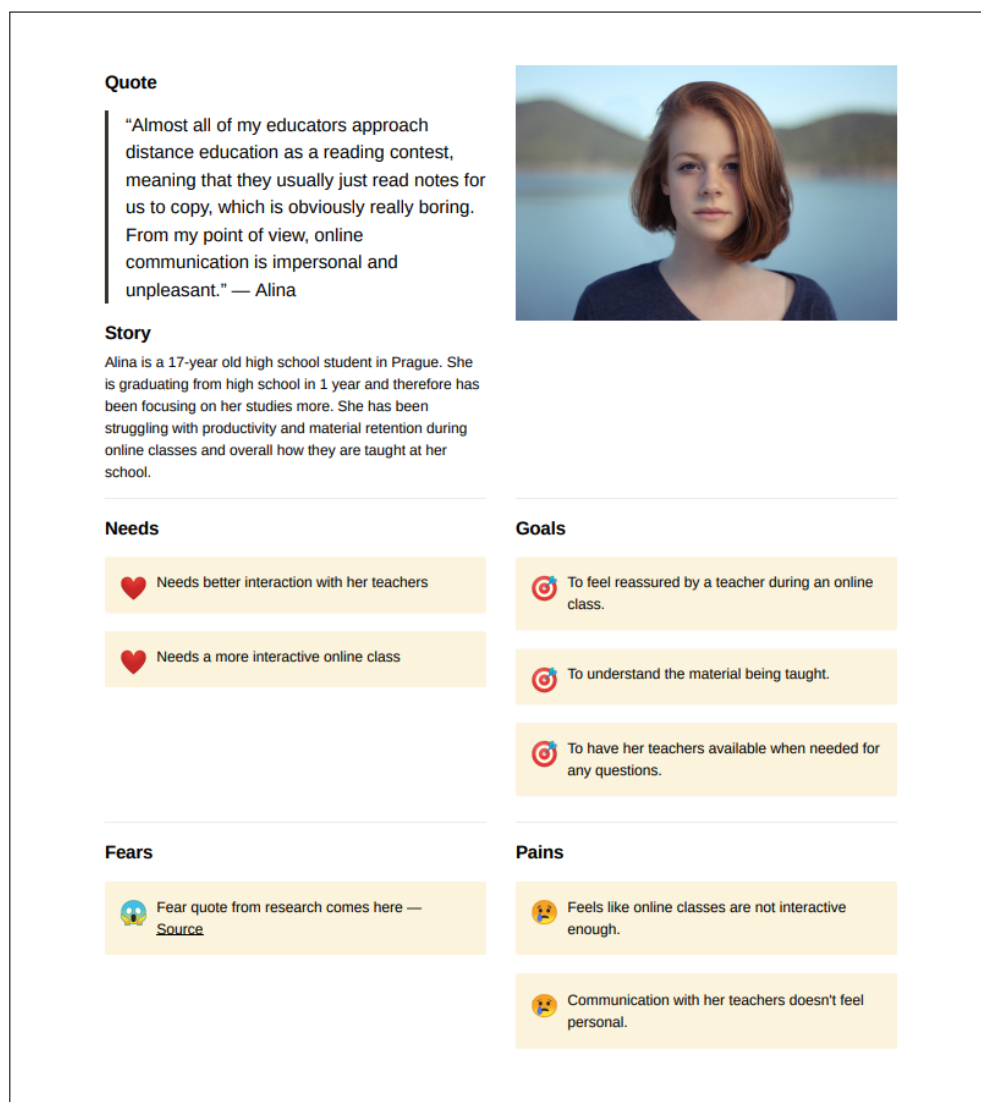 Quote
“Almost all of my educators approach
distance education as a reading contest,
meaning that they usually just read notes for
us to copy, which is obviously really boring.
From my point of view, online
communication is impersonal and
unpleasant.” — Alina
Story
Alina is a 17-year old high school student in Prague. She
is graduating from high school in 1 year and therefore has
been focusing on her studies more. She has been
struggling with productivity and material retention during
online classes and overall how they are taught at her
school.
Needs
Needs better interaction with her teachers
Needs a more interactive online class
Goals
To feel reassured by a teacher during an online
class.
To understand the material being taught.
To have her teachers available when needed for
any questions.
Fears
Fear quote from research comes here —
Source
Pains
Feels like online classes are not interactive
enough.
Communication with her teachers doesn't feel
personal.